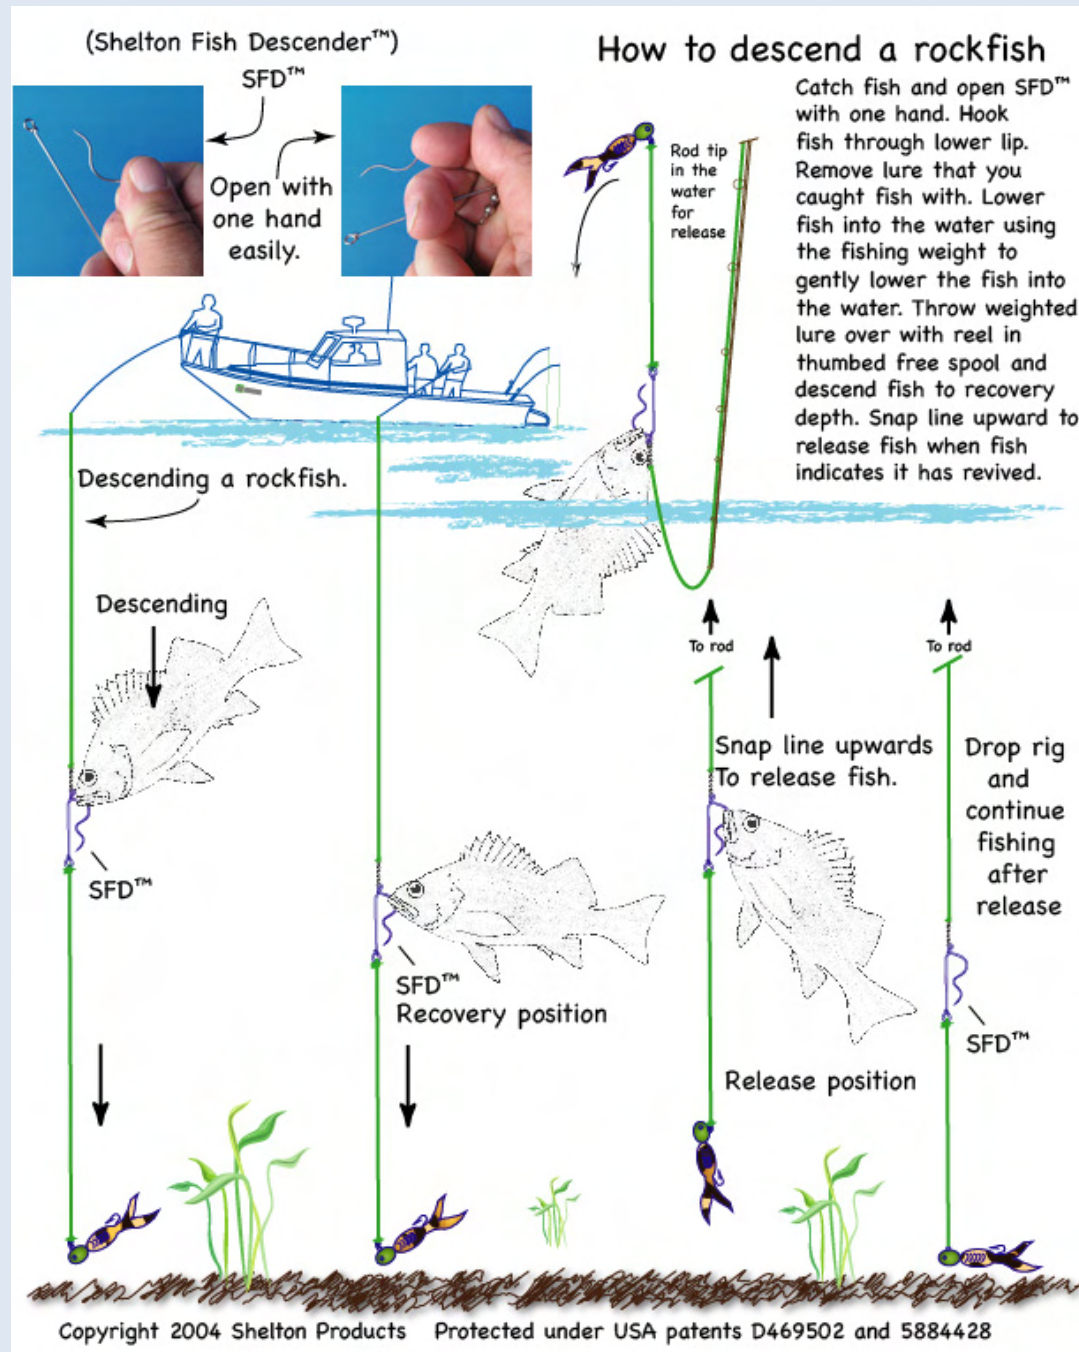 (Shelton Fish Descender™)
SFD™
Open with
one hand
easily.
How to descend a rockfish
Catch fish and open SFD™
with one hand. Hook
fish through lower lip.
Remove lure that you
caught fish with. Lower
fish into the water using
the fishing weight to
gently lower the fish into
the water. Throw weighted
lure over with reel in
thumbed free spool and
descend fish to recovery
depth. Snap line upward to
release fish when fish
indicates it has revived.
Rod tip
in the
water
for
release
Descending a rockfish.
Descending
SFD™
SFD™
Recovery position
To rod
Snap line upwards
To release fish.
Release position
To rod
Drop rig
and
continue
fishing
after
release
SFD™
Copyright 2004 Shelton Products Protected under USA patents D469502 and 5884428